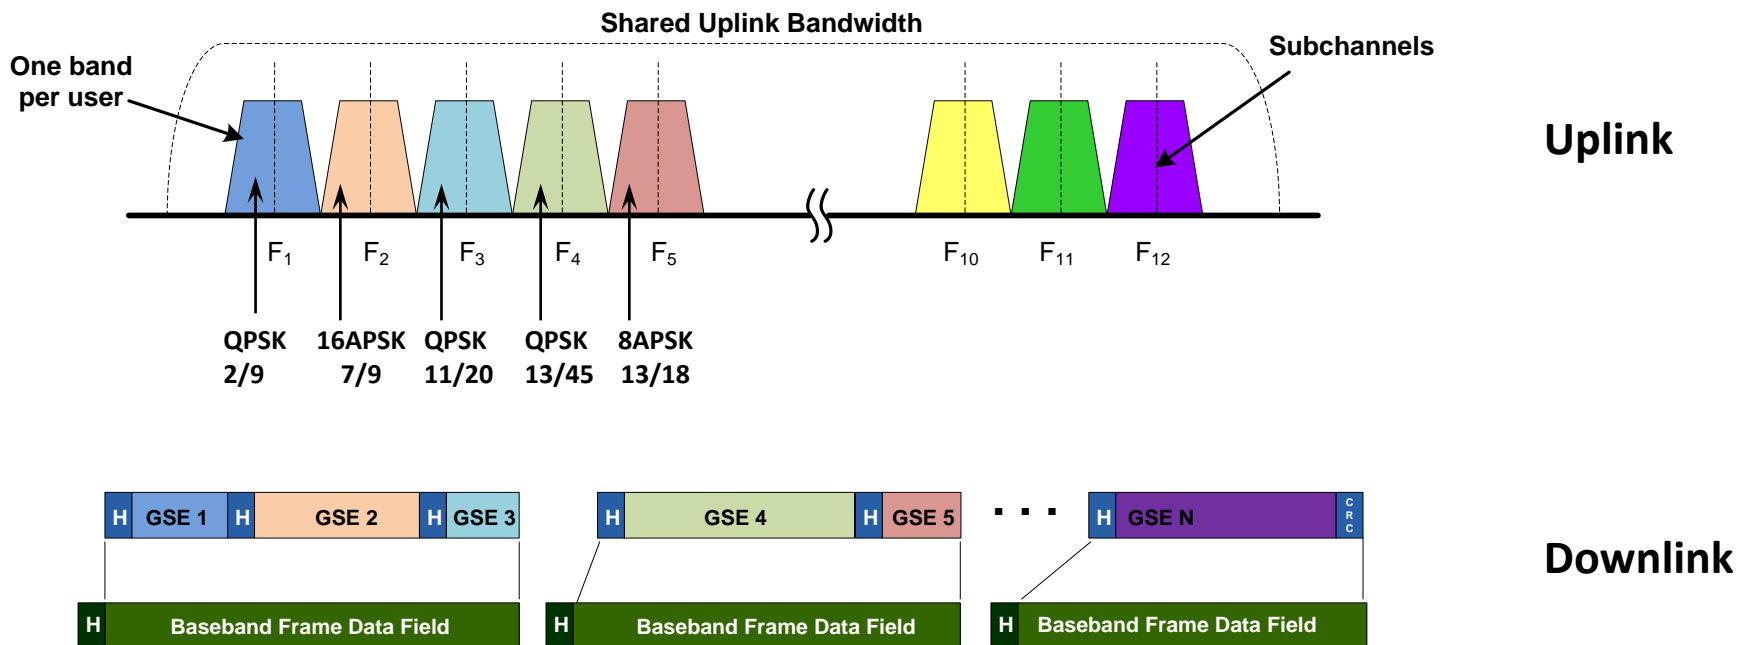 Shared Uplink Bandwidth
One band
per user
Subchannels
Uplink
F1 F2 F3 F4 F5 F10 F11 F12
QPSK 16APSK QPSK QPSK 8APSK
2/9 7/9 11/20 13/45 13/18
H GSE 1 H GSE 2 H GSE 3 H GSE 4 H GSE 5 . . . H GSE N CRC
Downlink
H Baseband Frame Data Field H Baseband Frame Data Field H Baseband Frame Data Field